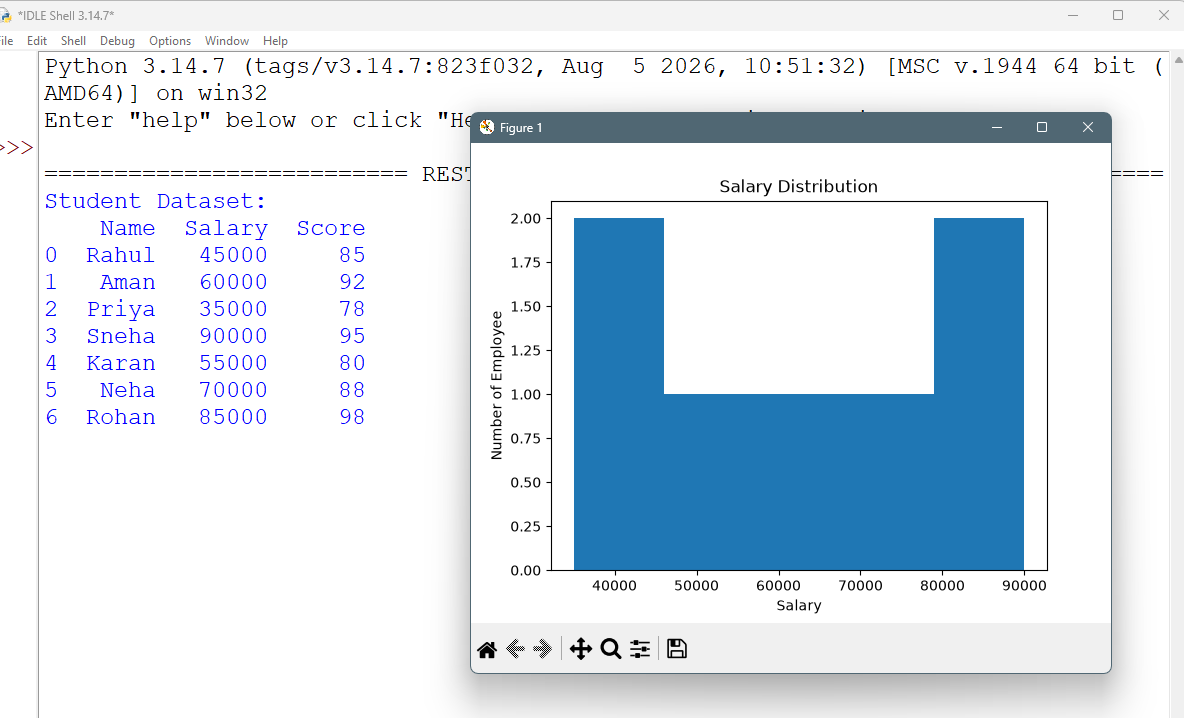 *IDLE Shell 3.14.7*
File Edit Shell Debug Options Window Help
Python 3.14.7 (tags/v3.14.7:823f032, Aug  5 2026, 10:51:32) [MSC v.1944 64 bit (
AMD64)] on win32
Enter "help" below or click "He
>>>
========================== REST ====
Student Dataset:
    Name  Salary  Score
0  Rahul   45000     85
1   Aman   60000     92
2  Priya   35000     78
3  Sneha   90000     95
4  Karan   55000     80
5   Neha   70000     88
6  Rohan   85000     98
Figure 1
Salary Distribution
Number of Employee
2.00
1.75
1.50
1.25
1.00
0.75
0.50
0.25
0.00
40000 50000 60000 70000 80000 90000
Salary